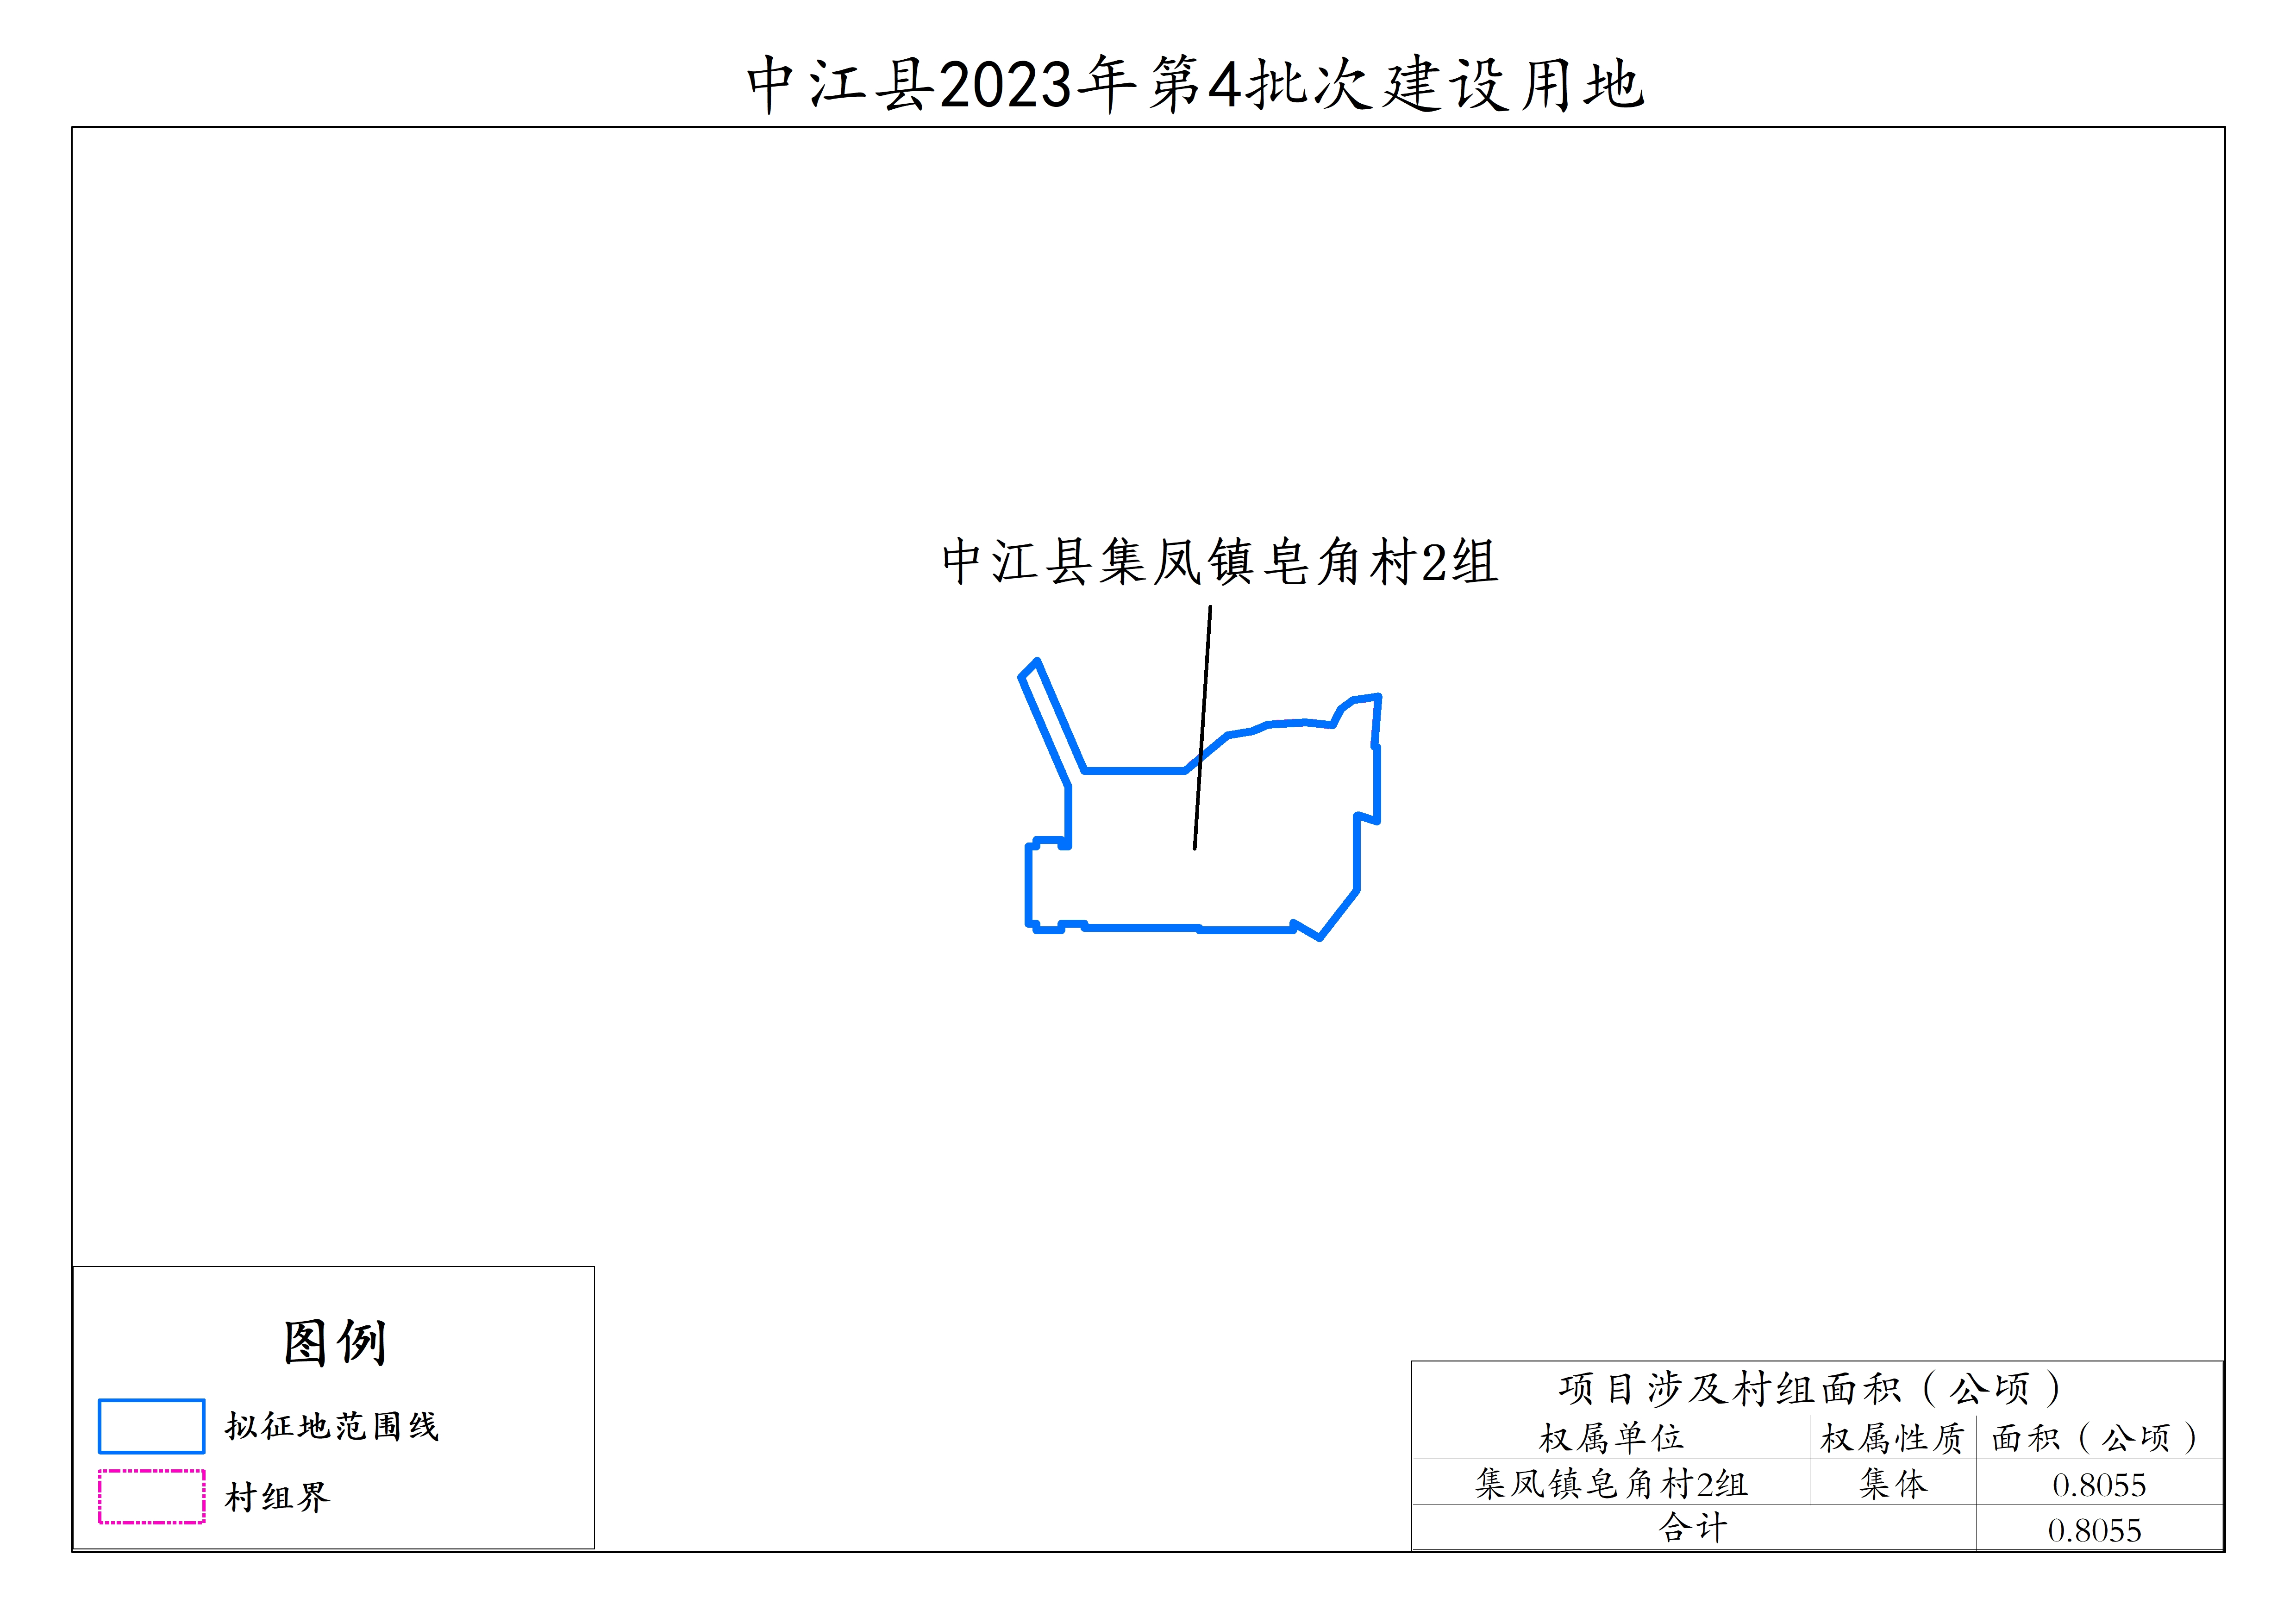 中江县2023年第4批次建设用地
中江县集凤镇皂角村2组
图例
拟征地范围线
村组界
项目涉及村组面积（公顷）
权属单位 权属性质 面积（公顷）
集凤镇皂角村2组 集体 0.8055
合计 0.8055